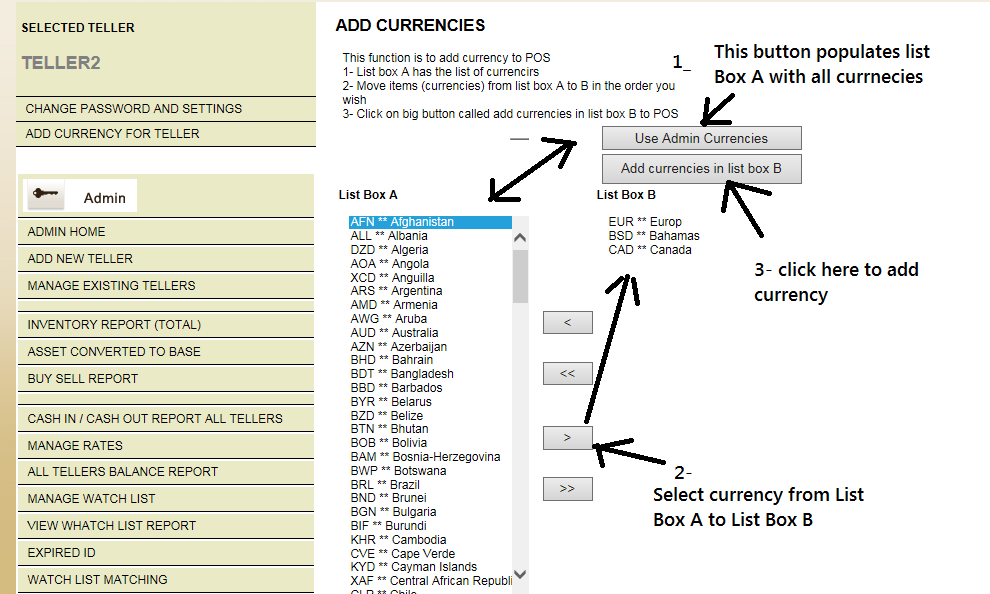 SELECTED TELLER
TELLER2
CHANGE PASSWORD AND SETTINGS
ADD CURRENCY FOR TELLER
Admin
ADMIN HOME
ADD NEW TELLER
MANAGE EXISTING TELLERS
INVENTORY REPORT (TOTAL)
ASSET CONVERTED TO BASE
BUY SELL REPORT
CASH IN / CASH OUT REPORT ALL TELLERS
MANAGE RATES
ALL TELLERS BALANCE REPORT
MANAGE WATCH LIST
VIEW WHATCH LIST REPORT
EXPIRED ID
WATCH LIST MATCHING
ADD CURRENCIES
This function is to add currency to POS
1- List box A has the list of currencirs
2- Move items (currencies) from list box A to B in the order you
wish
3- Click on big button called add currencies in list box B to POS
1_
This button populates list
Box A with all currnecies
Use Admin Currencies
Add currencies in list box B
List Box A
AFN ** Afghanistan
ALL ** Albania
DZD ** Algeria
AOA ** Angola
XCD ** Anguilla
ARS ** Argentina
AMD ** Armenia
AWG ** Aruba
AUD ** Australia
AZN ** Azerbaijan
BHD ** Bahrain
BDT ** Bangladesh
BBD ** Barbados
BYR ** Belarus
BZD ** Belize
BTN ** Bhutan
BOB ** Bolivia
BAM ** Bosnia-Herzegovina
BWP ** Botswana
BRL ** Brazil
BND ** Brunei
BGN ** Bulgaria
BIF ** Burundi
KHR ** Cambodia
CVE ** Cape Verde
KYD ** Cayman Islands
XAF ** Central African Republi
CLP ** Chile
<
<<
>
>>
List Box B
EUR ** Europ
BSD ** Bahamas
CAD ** Canada
3- click here to add
currency
2-
Select currency from List
Box A to List Box B